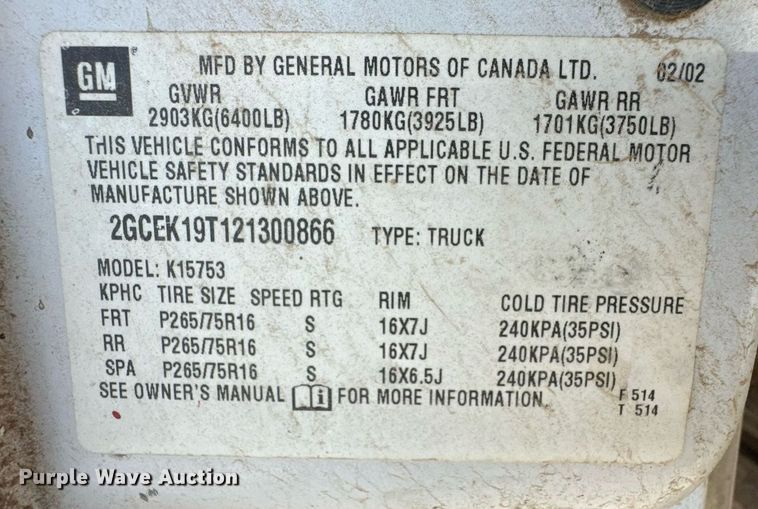 GM
MFD BY GENERAL MOTORS OF CANADA LTD. 02/02
GVWR GAWR FRT GAWR RR
2903KG(6400LB) 1780KG(3925LB) 1701KG(3750LB)
THIS VEHICLE CONFORMS TO ALL APPLICABLE U.S. FEDERAL MOTOR
VEHICLE SAFETY STANDARDS IN EFFECT ON THE DATE OF
MANUFACTURE SHOWN ABOVE.
2GCEK19T121300866 TYPE: TRUCK
MODEL: K15753
KPHC TIRE SIZE SPEED RTG RIM COLD TIRE PRESSURE
FRT P265/75R16 S 16X7J 240KPA(35PSI)
RR P265/75R16 S 16X7J 240KPA(35PSI)
SPA P265/75R16 S 16X6.5J 240KPA(35PSI)
SEE OWNER'S MANUAL i FOR MORE INFORMATION. F 514
T 514
Purple Wave Auction